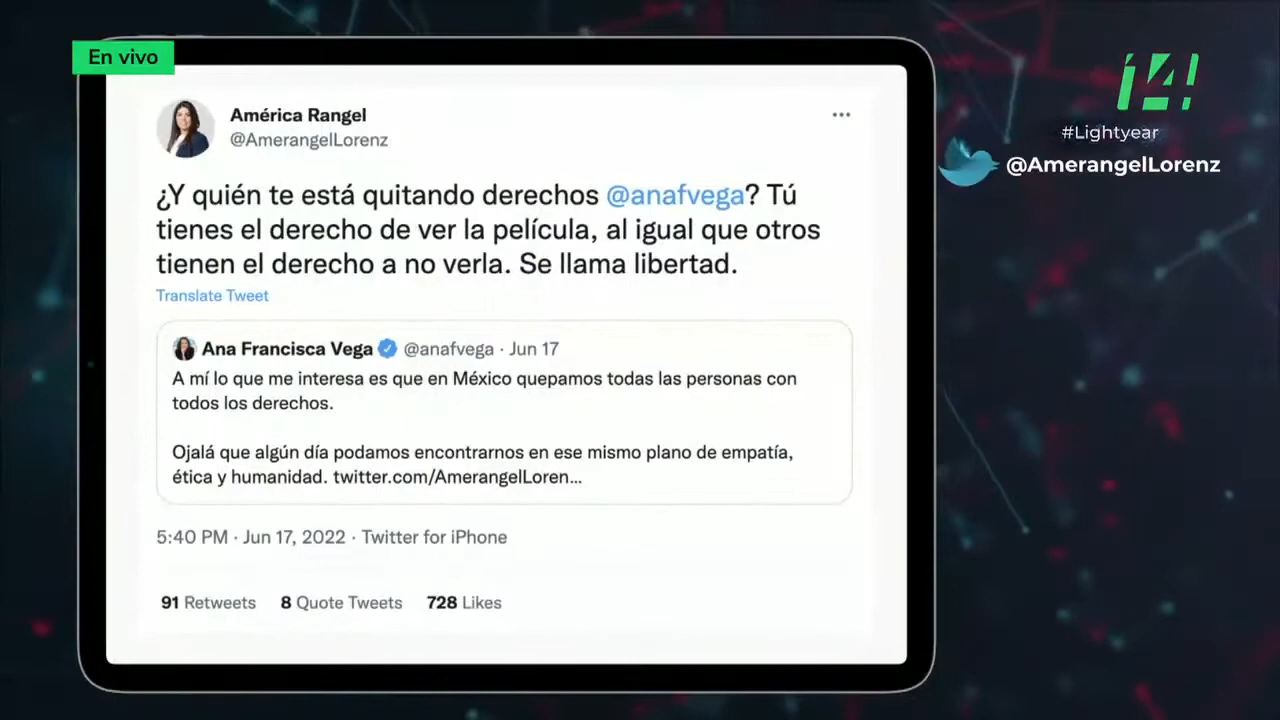 En vivo
América Rangel
@AmerangelLorenz
¿Y quién te está quitando derechos @anafvega? Tú
tienes el derecho de ver la película, al igual que otros
tienen el derecho a no verla. Se llama libertad.
Translate Tweet
Ana Francisca Vega @anafvega · Jun 17
A mí lo que me interesa es que en México quepamos todas las personas con
todos los derechos.
Ojalá que algún día podamos encontrarnos en ese mismo plano de empatía,
ética y humanidad. twitter.com/AmerangelLoren...
5:40 PM · Jun 17, 2022 · Twitter for iPhone
91 Retweets 8 Quote Tweets 728 Likes
14!
#Lightyear
@AmerangelLorenz